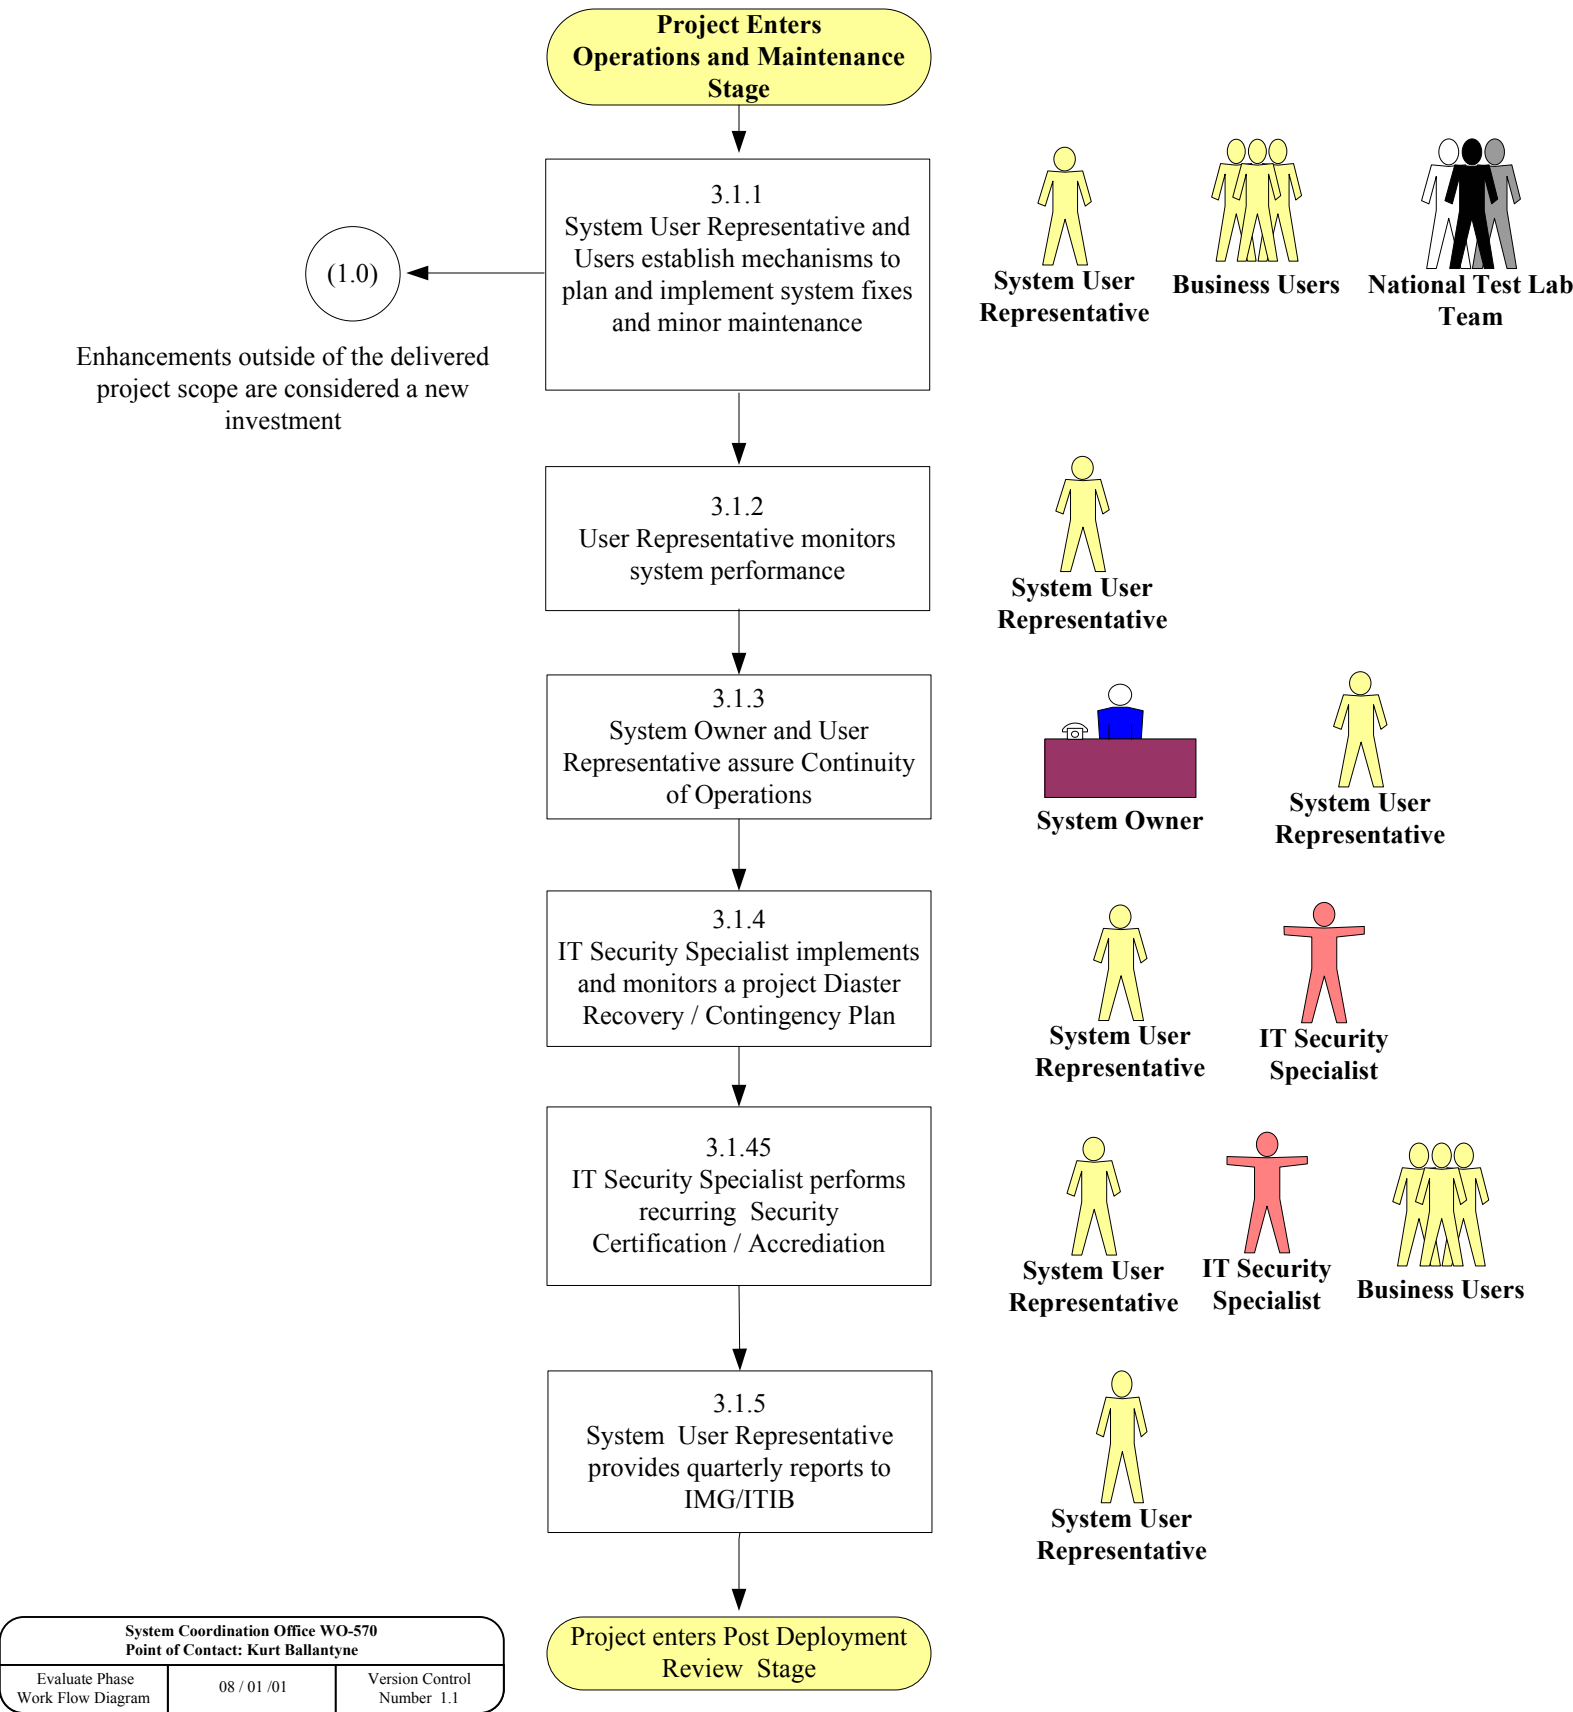 Project Enters
Operations and Maintenance
Stage
3.1.1
System User Representative and
Users establish mechanisms to
plan and implement system fixes
and minor maintenance
(1.0)
Enhancements outside of the delivered
project scope are considered a new
investment
System User
Representative
Business Users
National Test Lab
Team
3.1.2
User Representative monitors
system performance
System User
Representative
3.1.3
System Owner and User
Representative assure Continuity
of Operations
System Owner
System User
Representative
3.1.4
IT Security Specialist implements
and monitors a project Diaster
Recovery / Contingency Plan
System User
Representative
IT Security
Specialist
3.1.45
IT Security Specialist performs
recurring  Security
Certification / Accrediation
System User
Representative
IT Security
Specialist
Business Users
3.1.5
System  User Representative
provides quarterly reports to
IMG/ITIB
System User
Representative
Project enters Post Deployment
Review  Stage
System Coordination Office WO-570
Point of Contact: Kurt Ballantyne
Evaluate Phase
Work Flow Diagram
08 / 01 /01
Version Control
Number  1.1